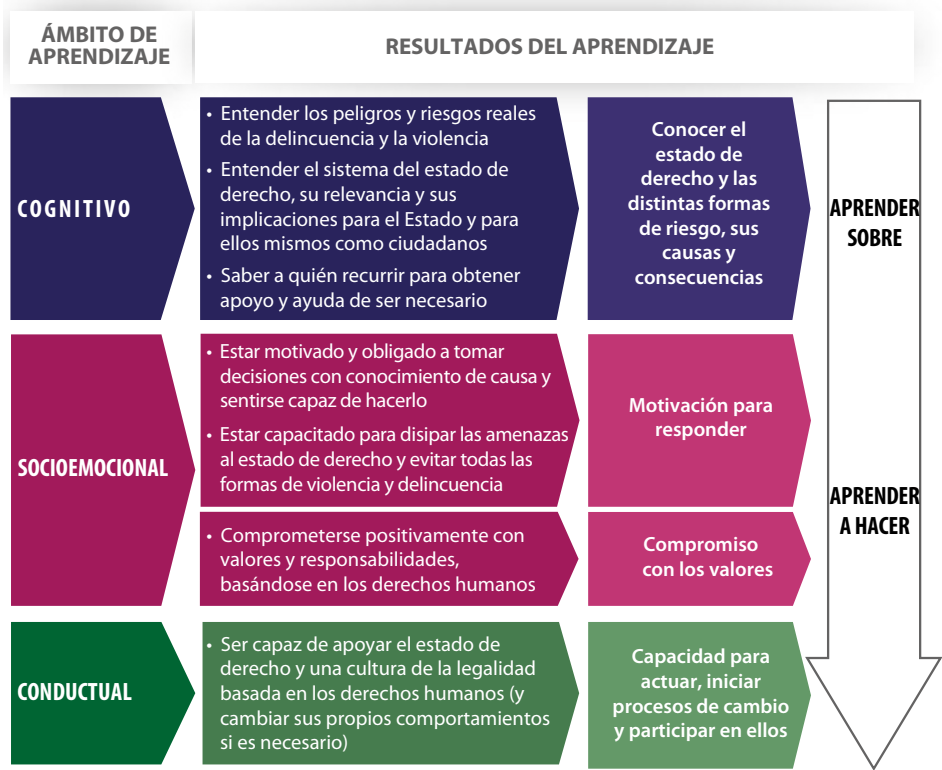 ÁMBITO DE
APRENDIZAJE
RESULTADOS DEL APRENDIZAJE
COGNITIVO
• Entender los peligros y riesgos reales
de la delincuencia y la violencia
• Entender el sistema del estado de
derecho, su relevancia y sus
implicaciones para el Estado y para
ellos mismos como ciudadanos
• Saber a quién recurrir para obtener
apoyo y ayuda de ser necesario
Conocer el
estado de
derecho y las
distintas formas
de riesgo, sus
causas y
consecuencias
APRENDER
SOBRE
SOCIOEMOCIONAL
• Estar motivado y obligado a tomar
decisiones con conocimiento de causa y
sentirse capaz de hacerlo
• Estar capacitado para disipar las amenazas
al estado de derecho y evitar todas las
formas de violencia y delincuencia
Motivación para
responder
• Comprometerse positivamente con
valores y responsabilidades,
basándose en los derechos humanos
Compromiso
con los valores
APRENDER
A HACER
CONDUCTUAL
• Ser capaz de apoyar el estado de
derecho y una cultura de la legalidad
basada en los derechos humanos (y
cambiar sus propios comportamientos
si es necesario)
Capacidad para
actuar, iniciar
procesos de cambio
y participar en ellos